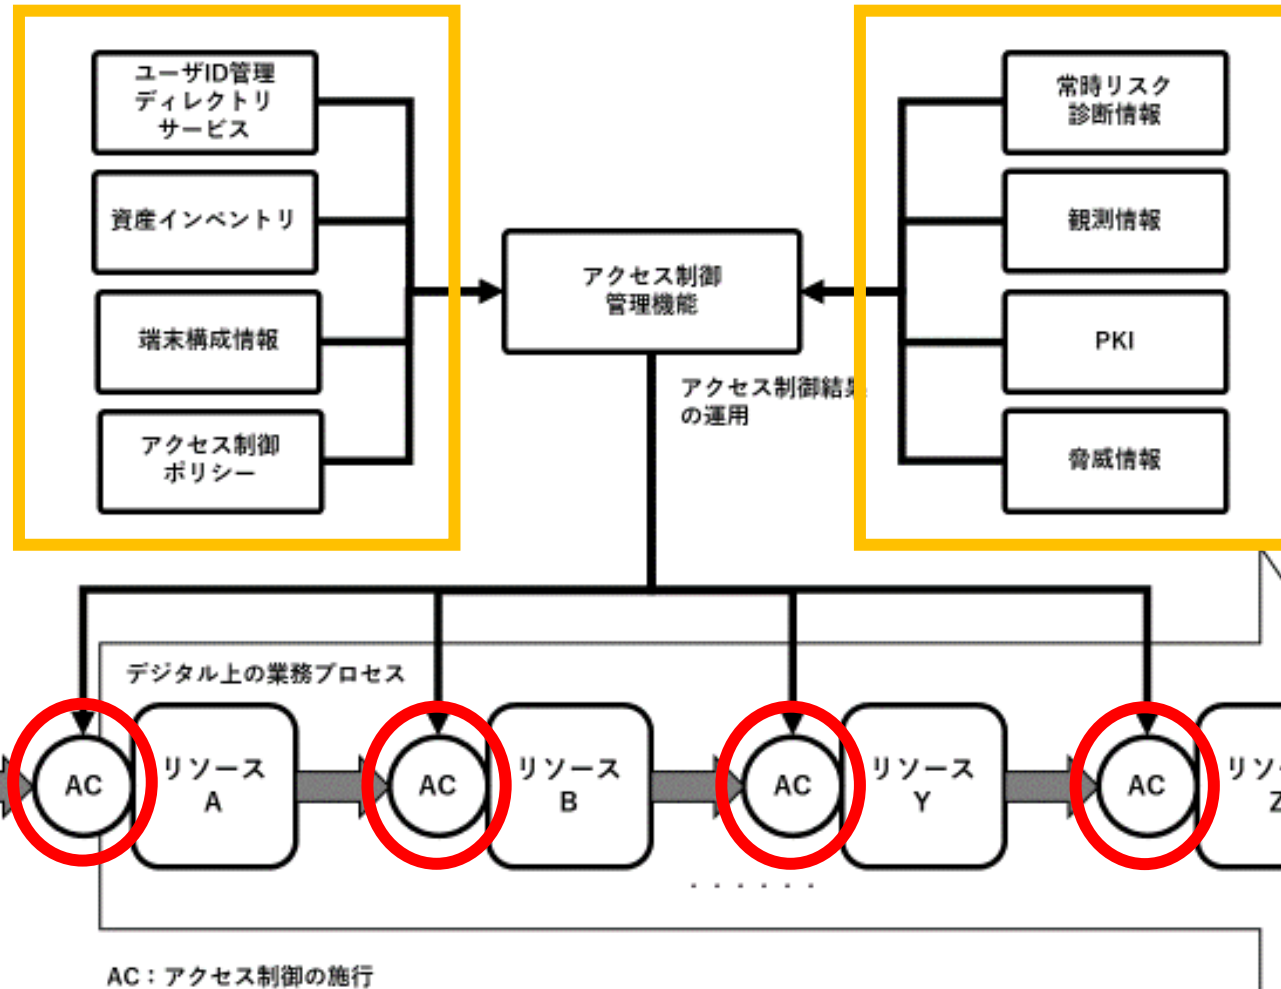 ユーザID管理
ディレクトリ
サービス
資産インベントリ
端末構成情報
アクセス制御
ポリシー
アクセス制御
管理機能
アクセス制御結果
の運用
常時リスク
診断情報
観測情報
PKI
脅威情報
デジタル上の業務プロセス
AC
リソース
A
AC
リソース
B
AC
リソース
Y
AC
リソ
Z
. . . . . .
AC：アクセス制御の施行